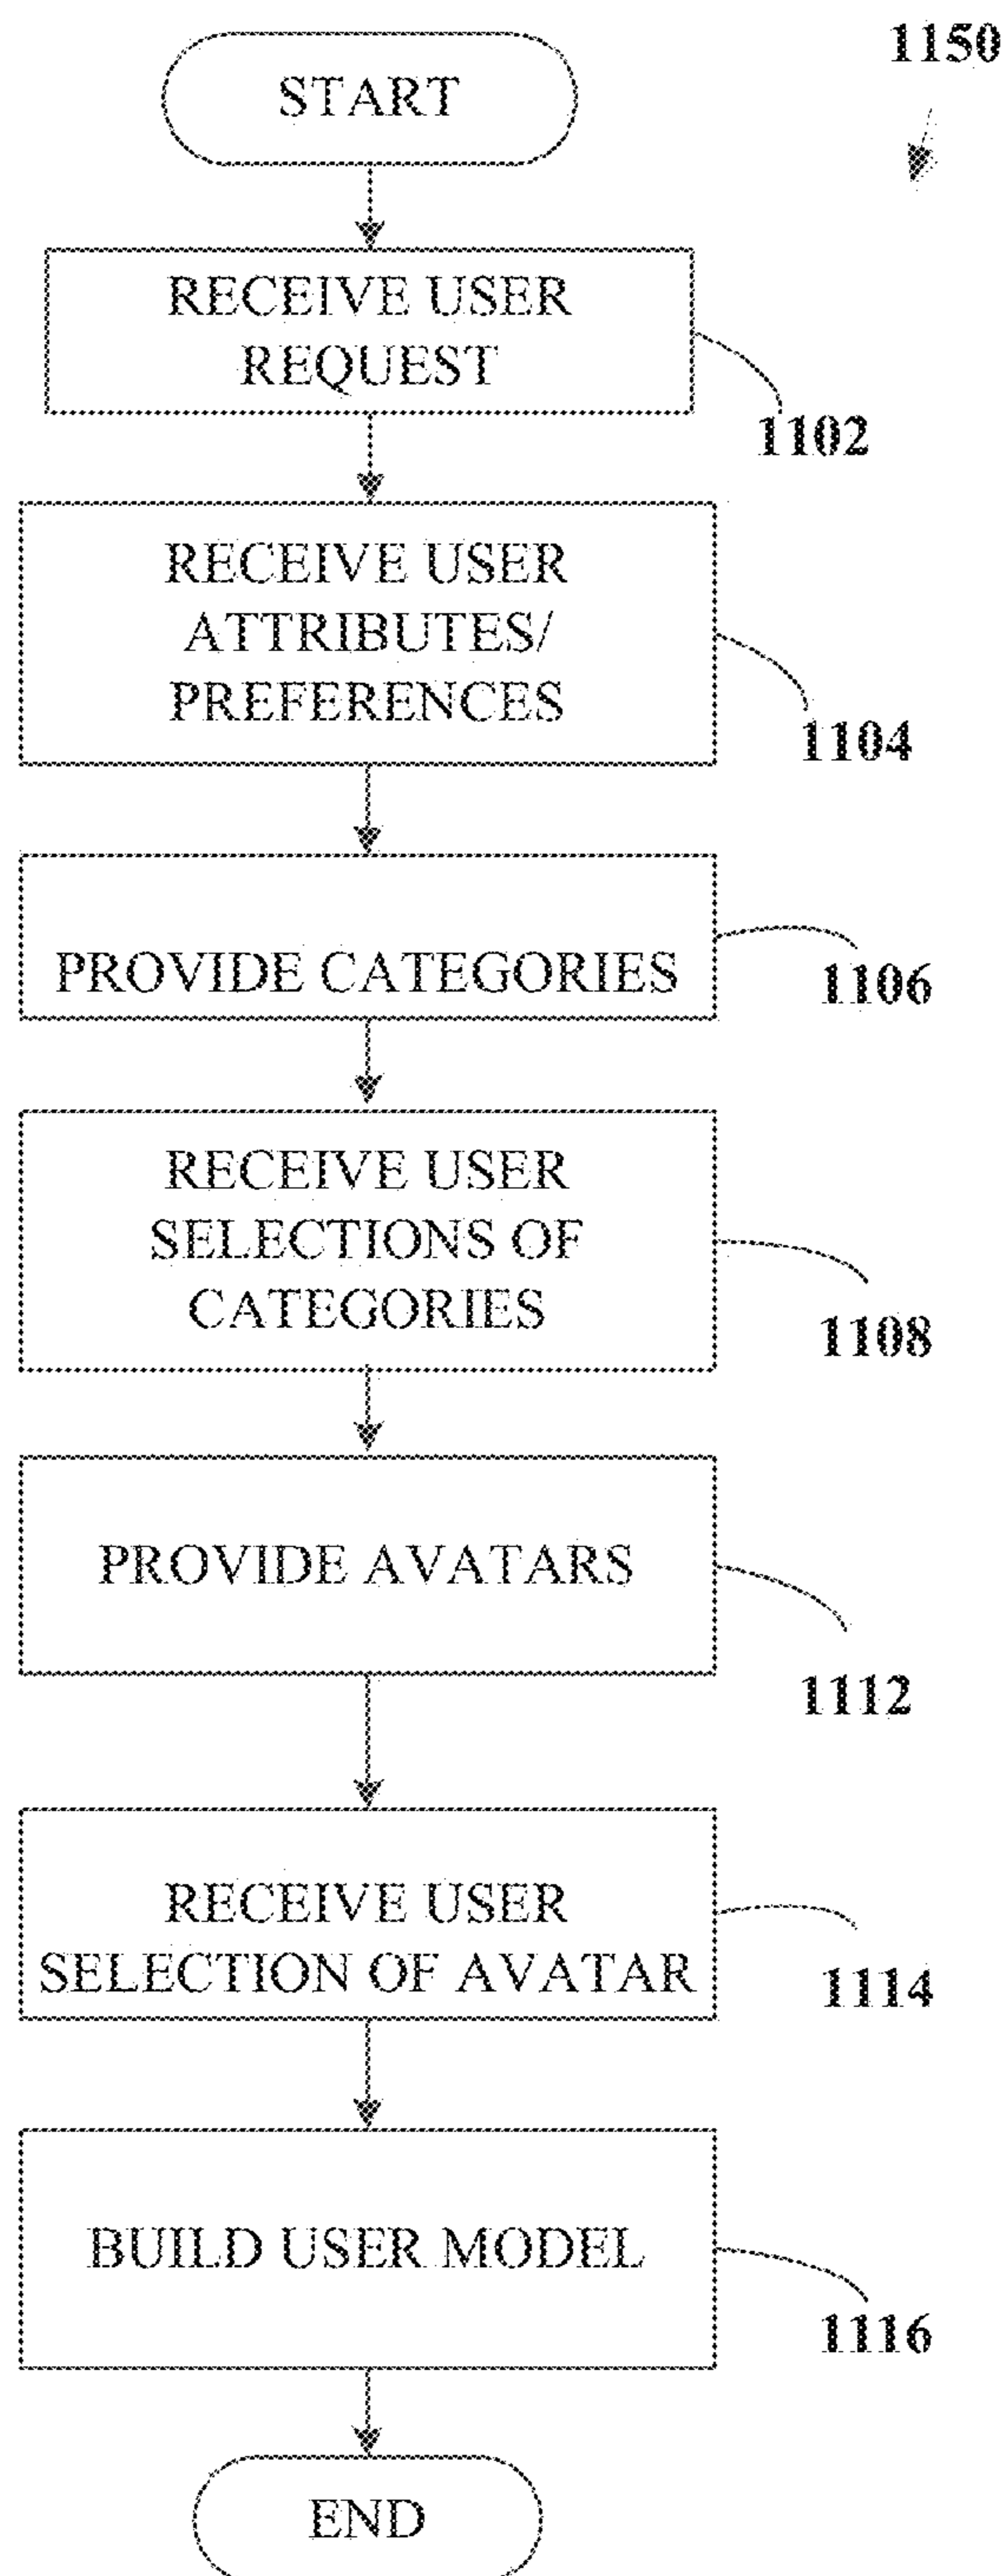 1150
START
RECEIVE USER
REQUEST
1102
RECEIVE USER
ATTRIBUTES/
PREFERENCES
1104
PROVIDE CATEGORIES
1106
RECEIVE USER
SELECTIONS OF
CATEGORIES
1108
PROVIDE AVATARS
1112
RECEIVE USER
SELECTION OF AVATAR
1114
BUILD USER MODEL
1116
END